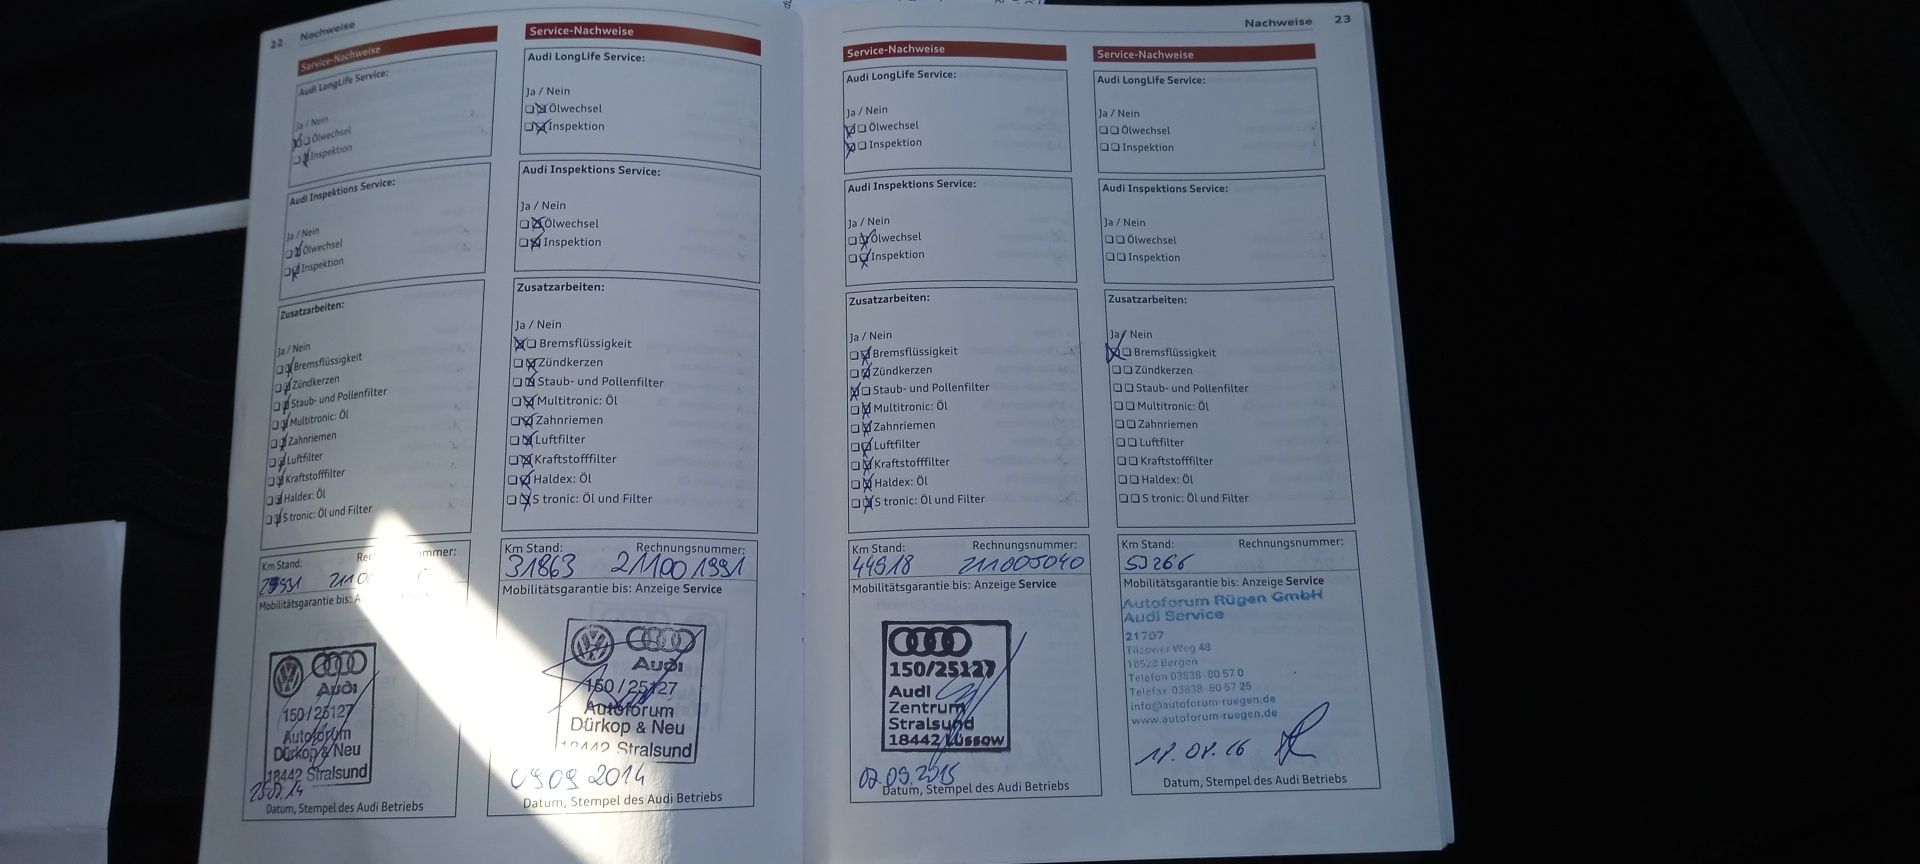 22 Nachweise
Service-Nachweise
Audi LongLife Service:
Ja / Nein
Ölwechsel
Inspektion
Audi Inspektions Service:
Ja / Nein
Ölwechsel
Inspektion
Zusatzarbeiten:
Ja / Nein
Bremsflüssigkeit
Zündkerzen
Staub- und Pollenfilter
Multitronic: Öl
Zahnriemen
Luftfilter
Kraftstofffilter
Haldex: Öl
S tronic: Öl und Filter
Km Stand:
Mobilitätsgarantie bis:
Audi
150/25127
Autoforum
Dürkop & Neu
18442 Stralsund
Datum, Stempel des Audi Betriebs
Service-Nachweise
Audi LongLife Service:
Ja / Nein
Ölwechsel
Inspektion
Audi Inspektions Service:
Ja / Nein
Ölwechsel
Inspektion
Zusatzarbeiten:
Ja / Nein
Bremsflüssigkeit
Zündkerzen
Staub- und Pollenfilter
Multitronic: Öl
Zahnriemen
Luftfilter
Kraftstofffilter
Haldex: Öl
S tronic: Öl und Filter
Km Stand: Rechnungsnummer:
31863 211001991
Mobilitätsgarantie bis: Anzeige Service
Audi
150/25127
Autoforum
Dürkop & Neu
18442 Stralsund
09.09.2014
Datum, Stempel des Audi Betriebs
Nachweise 23
Service-Nachweise
Audi LongLife Service:
Ja / Nein
Ölwechsel
Inspektion
Audi Inspektions Service:
Ja / Nein
Ölwechsel
Inspektion
Zusatzarbeiten:
Ja / Nein
Bremsflüssigkeit
Zündkerzen
Staub- und Pollenfilter
Multitronic: Öl
Zahnriemen
Luftfilter
Kraftstofffilter
Haldex: Öl
S tronic: Öl und Filter
Km Stand: Rechnungsnummer:
44918 211005040
Mobilitätsgarantie bis: Anzeige Service
150/25127
Audi
Zentrum
Stralsund
18442 Lüssow
07.09.2015
Datum, Stempel des Audi Betriebs
Service-Nachweise
Audi LongLife Service:
Ja / Nein
Ölwechsel
Inspektion
Audi Inspektions Service:
Ja / Nein
Ölwechsel
Inspektion
Zusatzarbeiten:
Ja / Nein
Bremsflüssigkeit
Zündkerzen
Staub- und Pollenfilter
Multitronic: Öl
Zahnriemen
Luftfilter
Kraftstofffilter
Haldex: Öl
S tronic: Öl und Filter
Km Stand: Rechnungsnummer:
53266
Mobilitätsgarantie bis: Anzeige Service
Autoforum Rügen GmbH
Audi Service
21797
Tilzower Weg 48
18528 Bergen
Telefon 03838- 80 57 0
Telefax 03838- 80 57 25
info@autoforum-ruegen.de
www.autoforum-ruegen.de
18.08.16
Datum, Stempel des Audi Betriebs